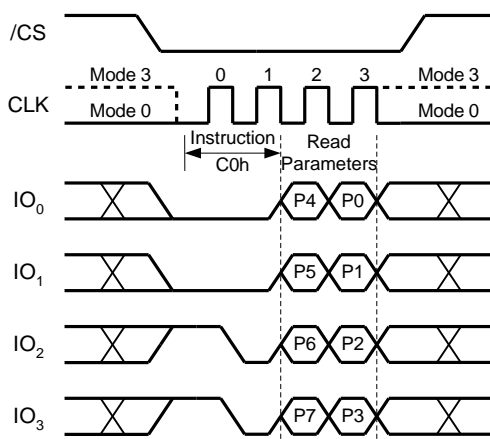 /CS
Mode 3 0 1 2 3 Mode 3
CLK
Mode 0 Mode 0
Instruction Read
C0h Parameters
IO0 P4 P0
IO1 P5 P1
IO2 P6 P2
IO3 P7 P3